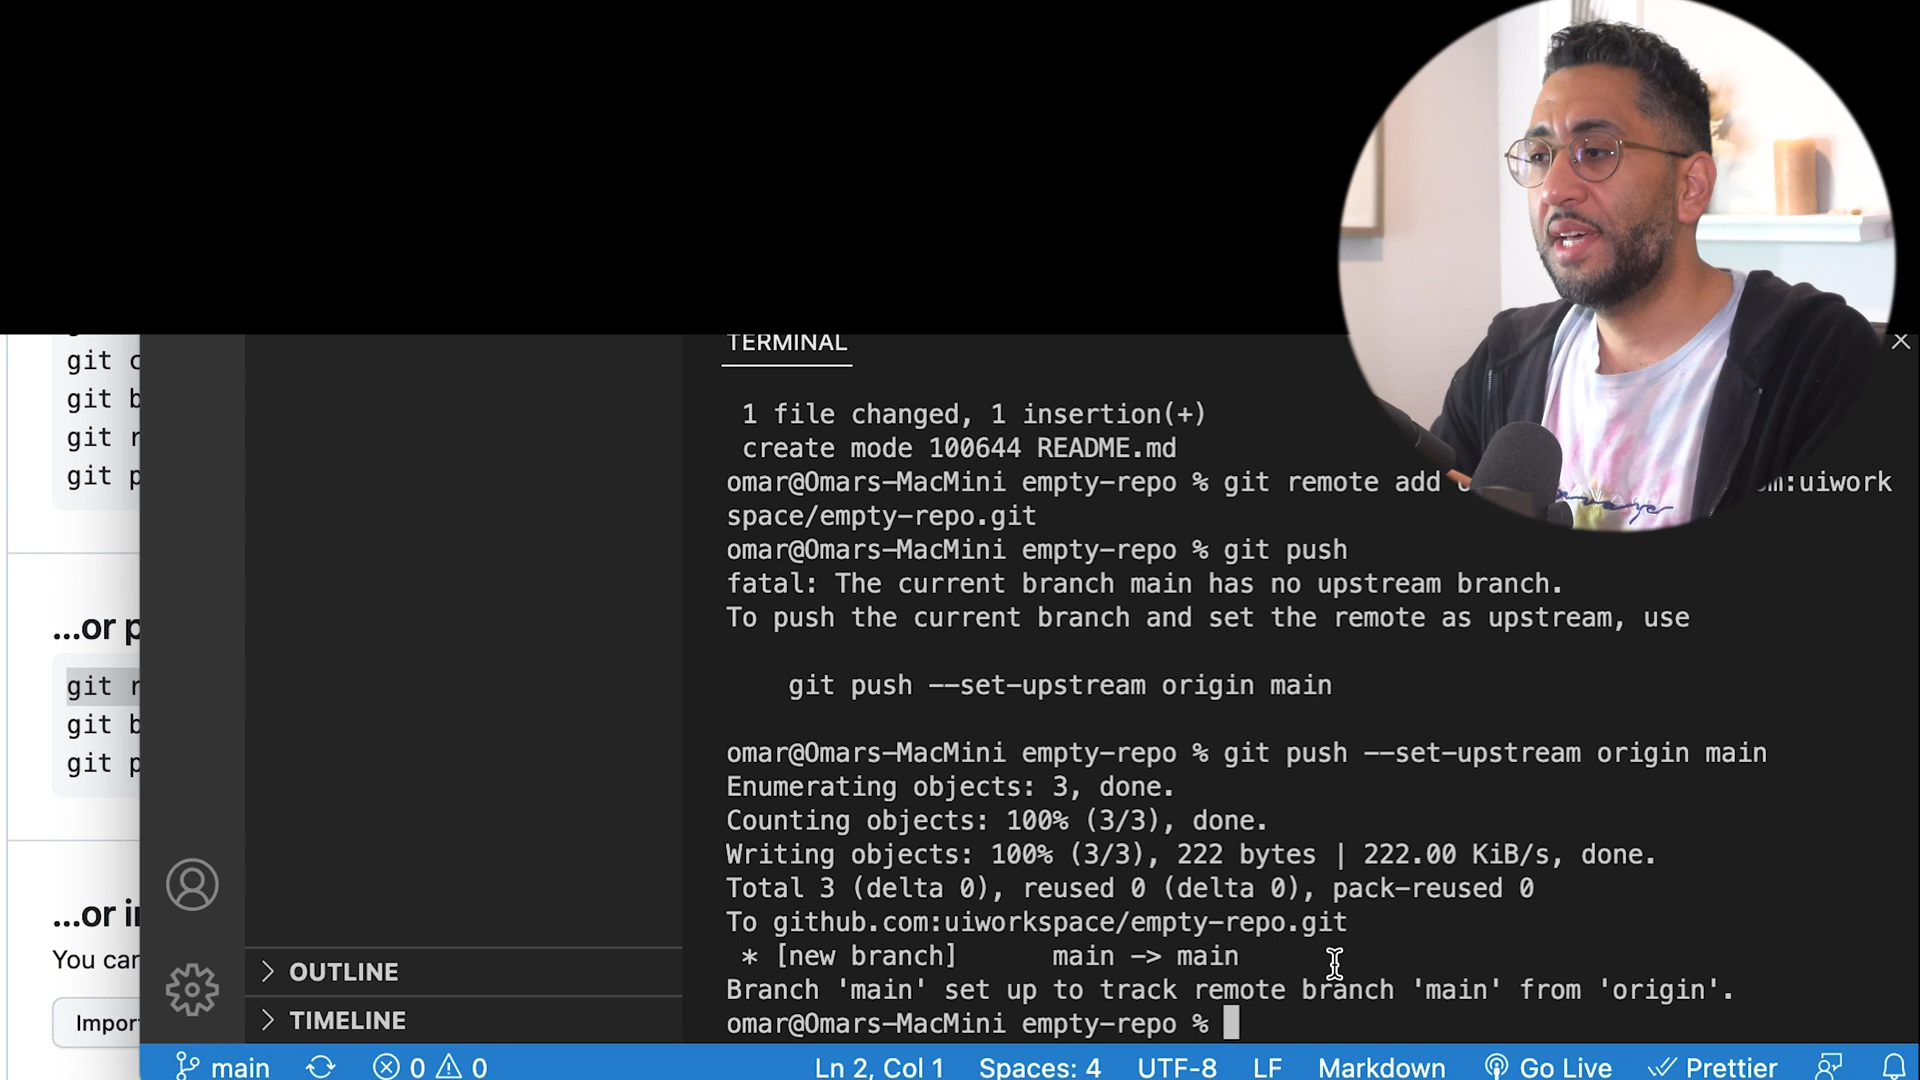 git c
git b
git r
git p
...or p
git r
git b
git p
...or i
You can
Impor
TERMINAL
1 file changed, 1 insertion(+)
create mode 100644 README.md
omar@Omars-MacMini empty-repo % git remote add m:uiwork
space/empty-repo.git
omar@Omars-MacMini empty-repo % git push
fatal: The current branch main has no upstream branch.
To push the current branch and set the remote as upstream, use
git push --set-upstream origin main
omar@Omars-MacMini empty-repo % git push --set-upstream origin main
Enumerating objects: 3, done.
Counting objects: 100% (3/3), done.
Writing objects: 100% (3/3), 222 bytes | 222.00 KiB/s, done.
Total 3 (delta 0), reused 0 (delta 0), pack-reused 0
To github.com:uiworkspace/empty-repo.git
* [new branch] main -> main
Branch 'main' set up to track remote branch 'main' from 'origin'.
omar@Omars-MacMini empty-repo %
OUTLINE
TIMELINE
main 0 0 Ln 2, Col 1 Spaces: 4 UTF-8 LF Markdown Go Live Prettier